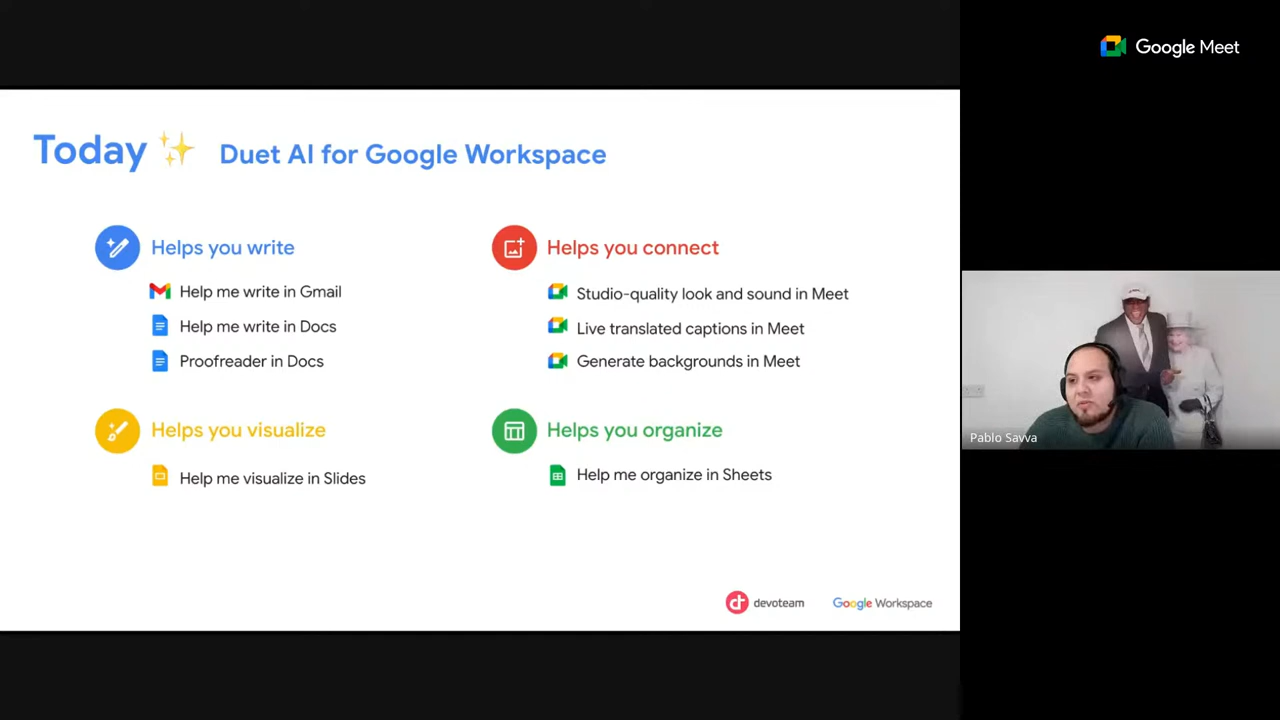 Google Meet
Today ✨ Duet AI for Google Workspace
Helps you write
Help me write in Gmail
Help me write in Docs
Proofreader in Docs
Helps you connect
Studio-quality look and sound in Meet
Live translated captions in Meet
Generate backgrounds in Meet
Helps you visualize
Help me visualize in Slides
Helps you organize
Help me organize in Sheets
devoteam
Google Workspace
Pablo Savva